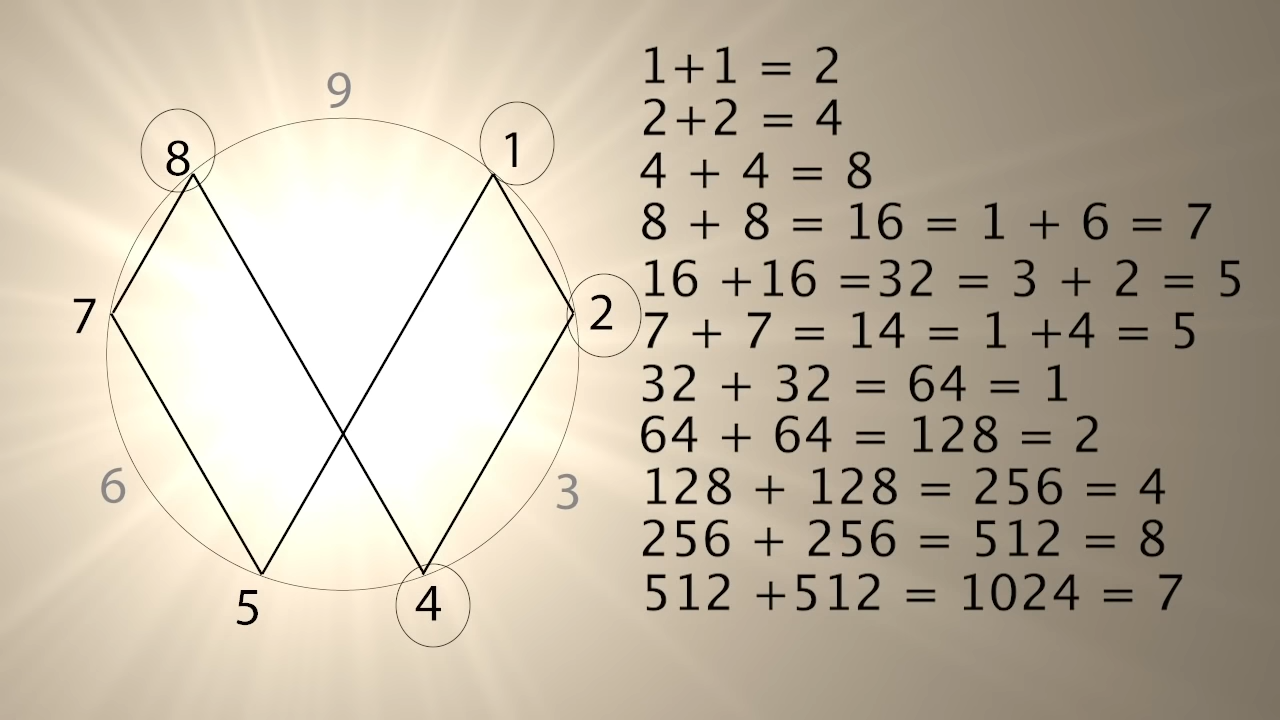 9
8
1
7
2
6
3
5
4
1+1 = 2
2+2 = 4
4 + 4 = 8
8 + 8 = 16 = 1 + 6 = 7
16 +16 =32 = 3 + 2 = 5
7 + 7 = 14 = 1 +4 = 5
32 + 32 = 64 = 1
64 + 64 = 128 = 2
128 + 128 = 256 = 4
256 + 256 = 512 = 8
512 +512 = 1024 = 7